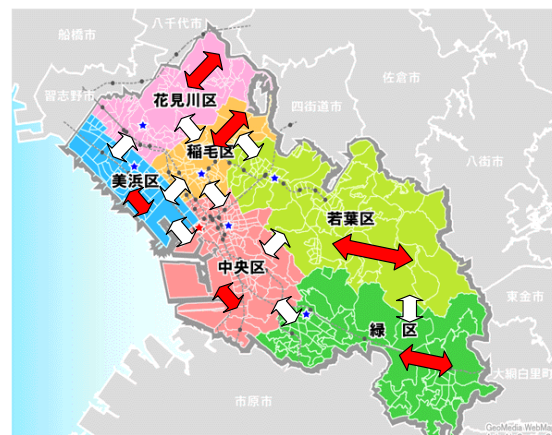 八千代市
船橋市
習志野市
佐倉市
花見川区
四街道市
稲毛区
八街市
美浜区
若葉区
中央区
東金市
緑 区
大網白里町
市原市
GeoMedia WebMa